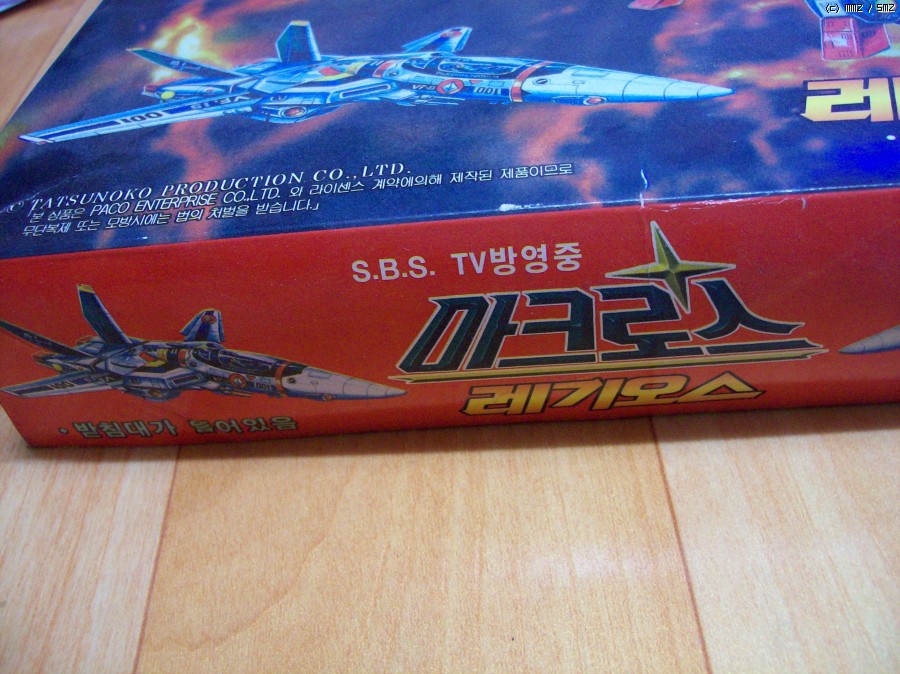 (c) mmz / smz
VF-1S
001
001
레
© TATSUNOKO PRODUCTION CO.,LTD.
본 상품은 PACO ENTERPRISE CO.,LTD. 와 라이센스 계약에의해 제작된 제품이므로
무단복제 또는 모방시에는 법의 처벌을 받습니다.」
S.B.S. TV방영중
마크로스
레기오스
001
001
• 받침대가 들어있음